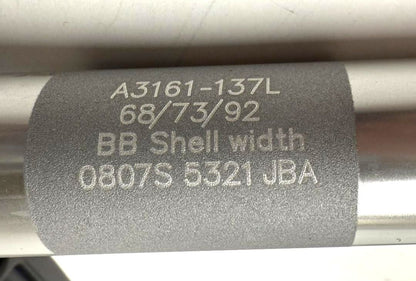 A3161-137L
68/73/92
BB Shell width
0807S 5321 JBA